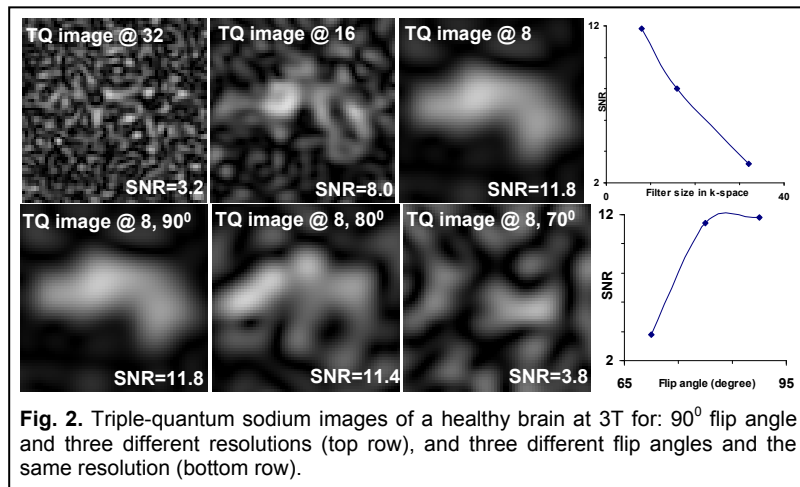 TQ image @ 32
SNR=3.2
TQ image @ 16
SNR=8.0
TQ image @ 8
SNR=11.8
12
SNR
2
0
Filter size in k-space
40
TQ image @ 8, 90⁰
SNR=11.8
TQ image @ 8, 80⁰
SNR=11.4
TQ image @ 8, 70⁰
SNR=3.8
12
SNR
2
65
Flip angle (degree)
95
Fig. 2. Triple-quantum sodium images of a healthy brain at 3T for: 90⁰ flip angle
and three different resolutions (top row), and three different flip angles and the
same resolution (bottom row).